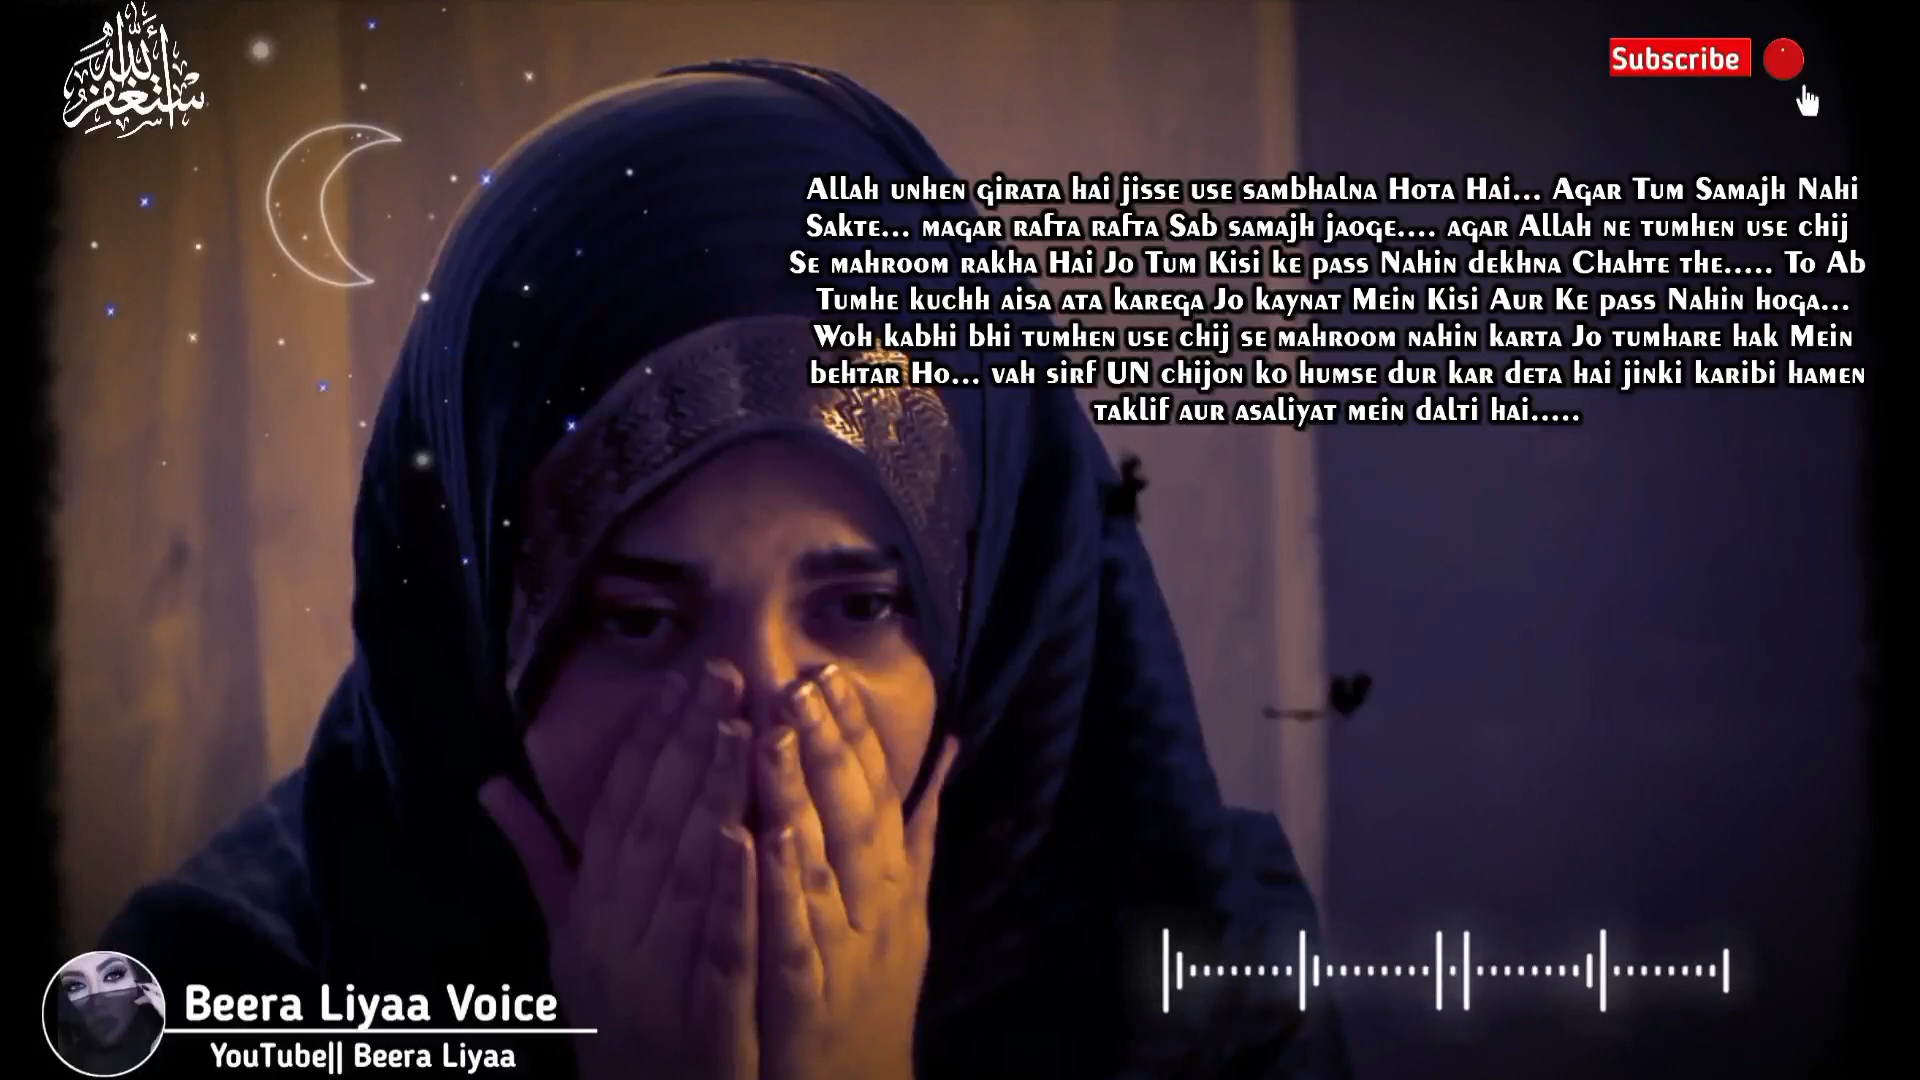 أستغفر الله
Subscribe
Allah unhen girata hai jisse use sambhalna Hota Hai... Agar Tum Samajh Nahi
Sakte... magar rafta rafta Sab samajh jaoge.... agar Allah ne tumhen use chij
Se mahroom rakha Hai Jo Tum Kisi ke pass Nahin dekhna Chahte the..... To Ab
Tumhe kuchh aisa ata karega Jo kaynat Mein Kisi Aur Ke pass Nahin hoga...
Woh kabhi bhi tumhen use chij se mahroom nahin karta Jo tumhare hak Mein
behtar Ho... vah sirf UN chijon ko humse dur kar deta hai jinki karibi hamen
taklif aur asaliyat mein dalti hai.....
Beera Liyaa Voice
YouTube|| Beera Liyaa